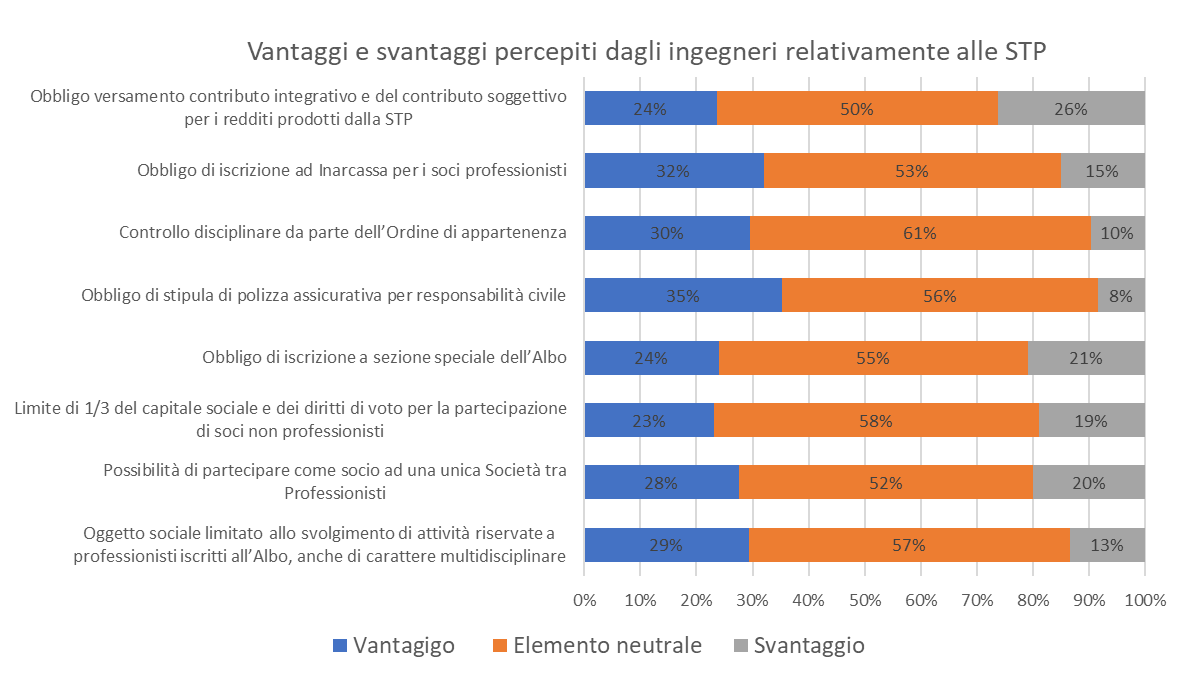 Vantaggi e svantaggi percepiti dagli ingegneri relativamente alle STP
Obbligo versamento contributo integrativo e del contributo soggettivo
per i redditi prodotti dalla STP
24% 50% 26%
Obbligo di iscrizione ad Inarcassa per i soci professionisti
32% 53% 15%
Controllo disciplinare da parte dell’Ordine di appartenenza
30% 61% 10%
Obbligo di stipula di polizza assicurativa per responsabilità civile
35% 56% 8%
Obbligo di iscrizione a sezione speciale dell’Albo
24% 55% 21%
Limite di 1/3 del capitale sociale e dei diritti di voto per la partecipazione
di soci non professionisti
23% 58% 19%
Possibilità di partecipare come socio ad una unica Società tra
Professionisti
28% 52% 20%
Oggetto sociale limitato allo svolgimento di attività riservate a
professionisti iscritti all’Albo, anche di carattere multidisciplinare
29% 57% 13%
0% 10% 20% 30% 40% 50% 60% 70% 80% 90% 100%
Vantagigo Elemento neutrale Svantaggio